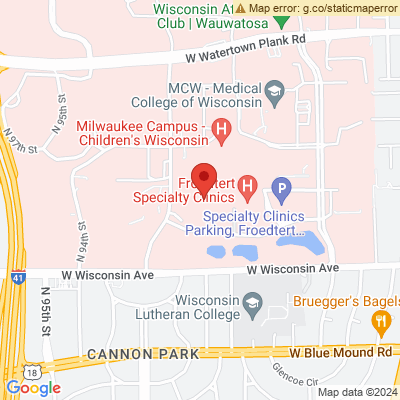 Map error: g.co/staticmaperror
Wisconsin Af
Club | Wauwatosa
W Watertown Plank Rd
MCW - Medical
College of Wisconsin
N 95th St
N 97th St
Milwaukee Campus -
Children's Wisconsin
Froedtert
Specialty Clinics
Specialty Clinics
Parking, Froedtert...
N 94th St
41
W Wisconsin Ave
W Wisconsin Ave
N 95th St
Wisconsin
Lutheran College
Bruegger's Bagels
CANNON PARK
W Blue Mound Rd
18
Glencoe Cir
Google
Map data ©2024